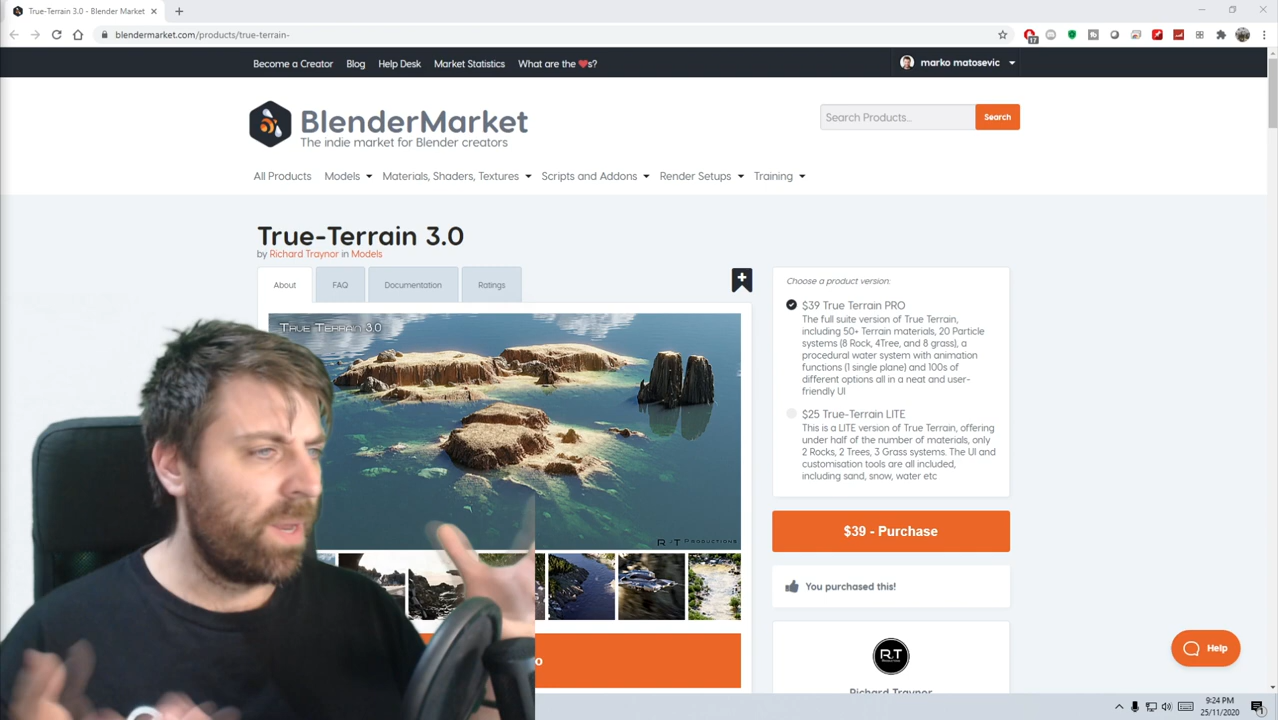 True-Terrain 3.0 - Blender Market
blendermarket.com/products/true-terrain-
17
Become a Creator
Blog
Help Desk
Market Statistics
What are the ❤s?
marko matosevic
BlenderMarket
The indie market for Blender creators
Search Products...
Search
All Products
Models
Materials, Shaders, Textures
Scripts and Addons
Render Setups
Training
True-Terrain 3.0
by Richard Traynor in Models
About
FAQ
Documentation
Ratings
True Terrain 3.0
R T Productions
Choose a product version:
$39 True Terrain PRO
The full suite version of True Terrain,
including 50+ Terrain materials, 20 Particle
systems (8 Rock, 4Tree, and 8 grass), a
procedural water system with animation
functions (1 single plane) and 100s of
different options all in a neat and user-
friendly UI
$25 True-Terrain LITE
This is a LITE version of True Terrain, offering
under half of the number of materials, only
2 Rocks, 2 Trees, 3 Grass systems. The UI and
customisation tools are all included,
including sand, snow, water etc
$39 - Purchase
You purchased this!
Richard Traynor
Help
9:24 PM
25/11/2020
1